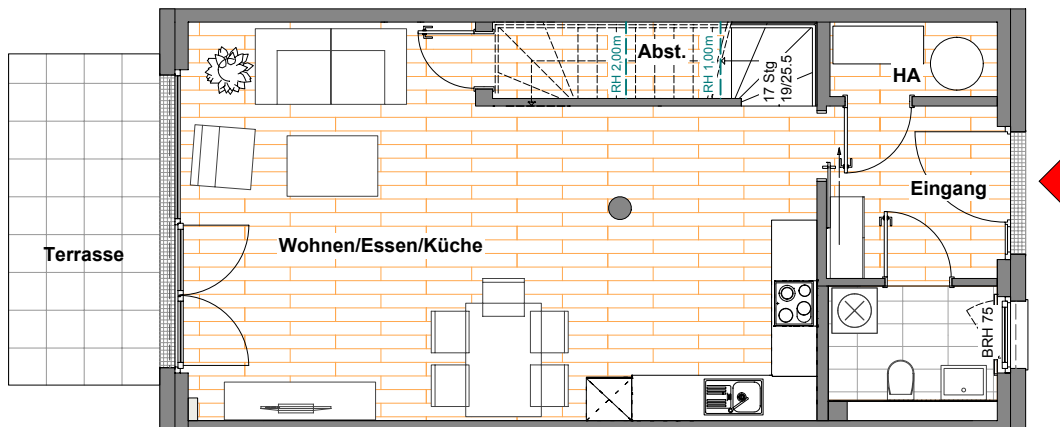 RH 2,00m
Abst.
RH 1,00m
17 Stg
19/25.5
HA
Eingang
Wohnen/Essen/Küche
Terrasse
BRH 75